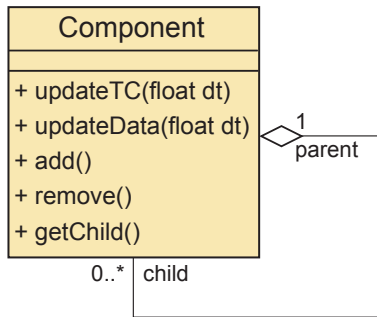 Component
+ updateTC(float dt)
+ updateData(float dt)
+ add()
+ remove()
+ getChild()
1
parent
0..* child